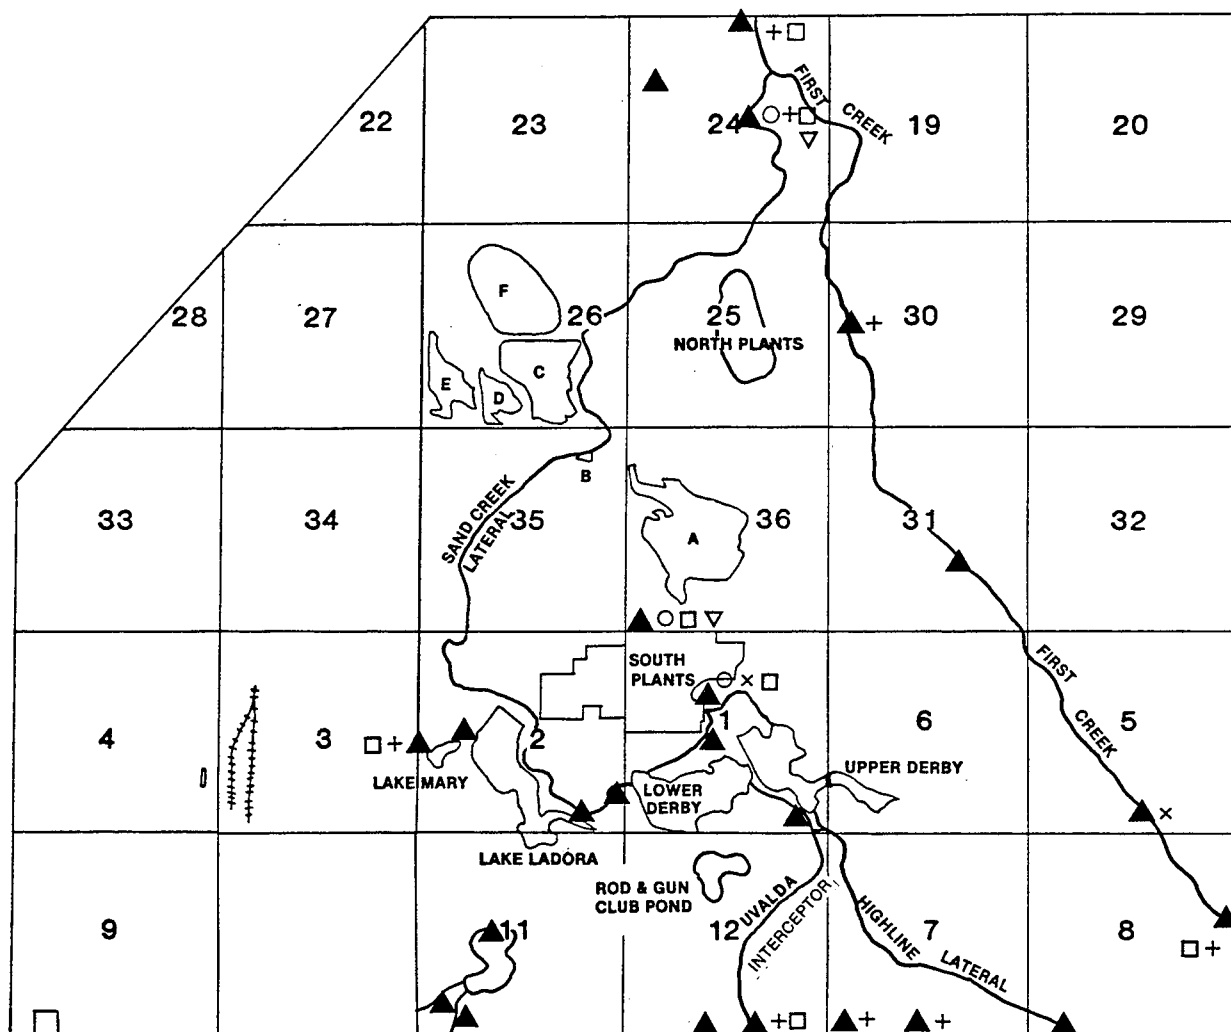 FIRST
CREEK
22
23
24
19
20
F
28
27
26
25
30
29
NORTH PLANTS
E
D
C
B
SAND CREEK
LATERAL
33
34
35
A
36
31
32
SOUTH
PLANTS
FIRST
CREEK
4
3
2
1
6
5
LAKE MARY
LOWER
DERBY
UPPER DERBY
LAKE LADORA
ROD & GUN
CLUB POND
UVALDA
INTERCEPTOR
HIGHLINE
LATERAL
9
11
12
7
8